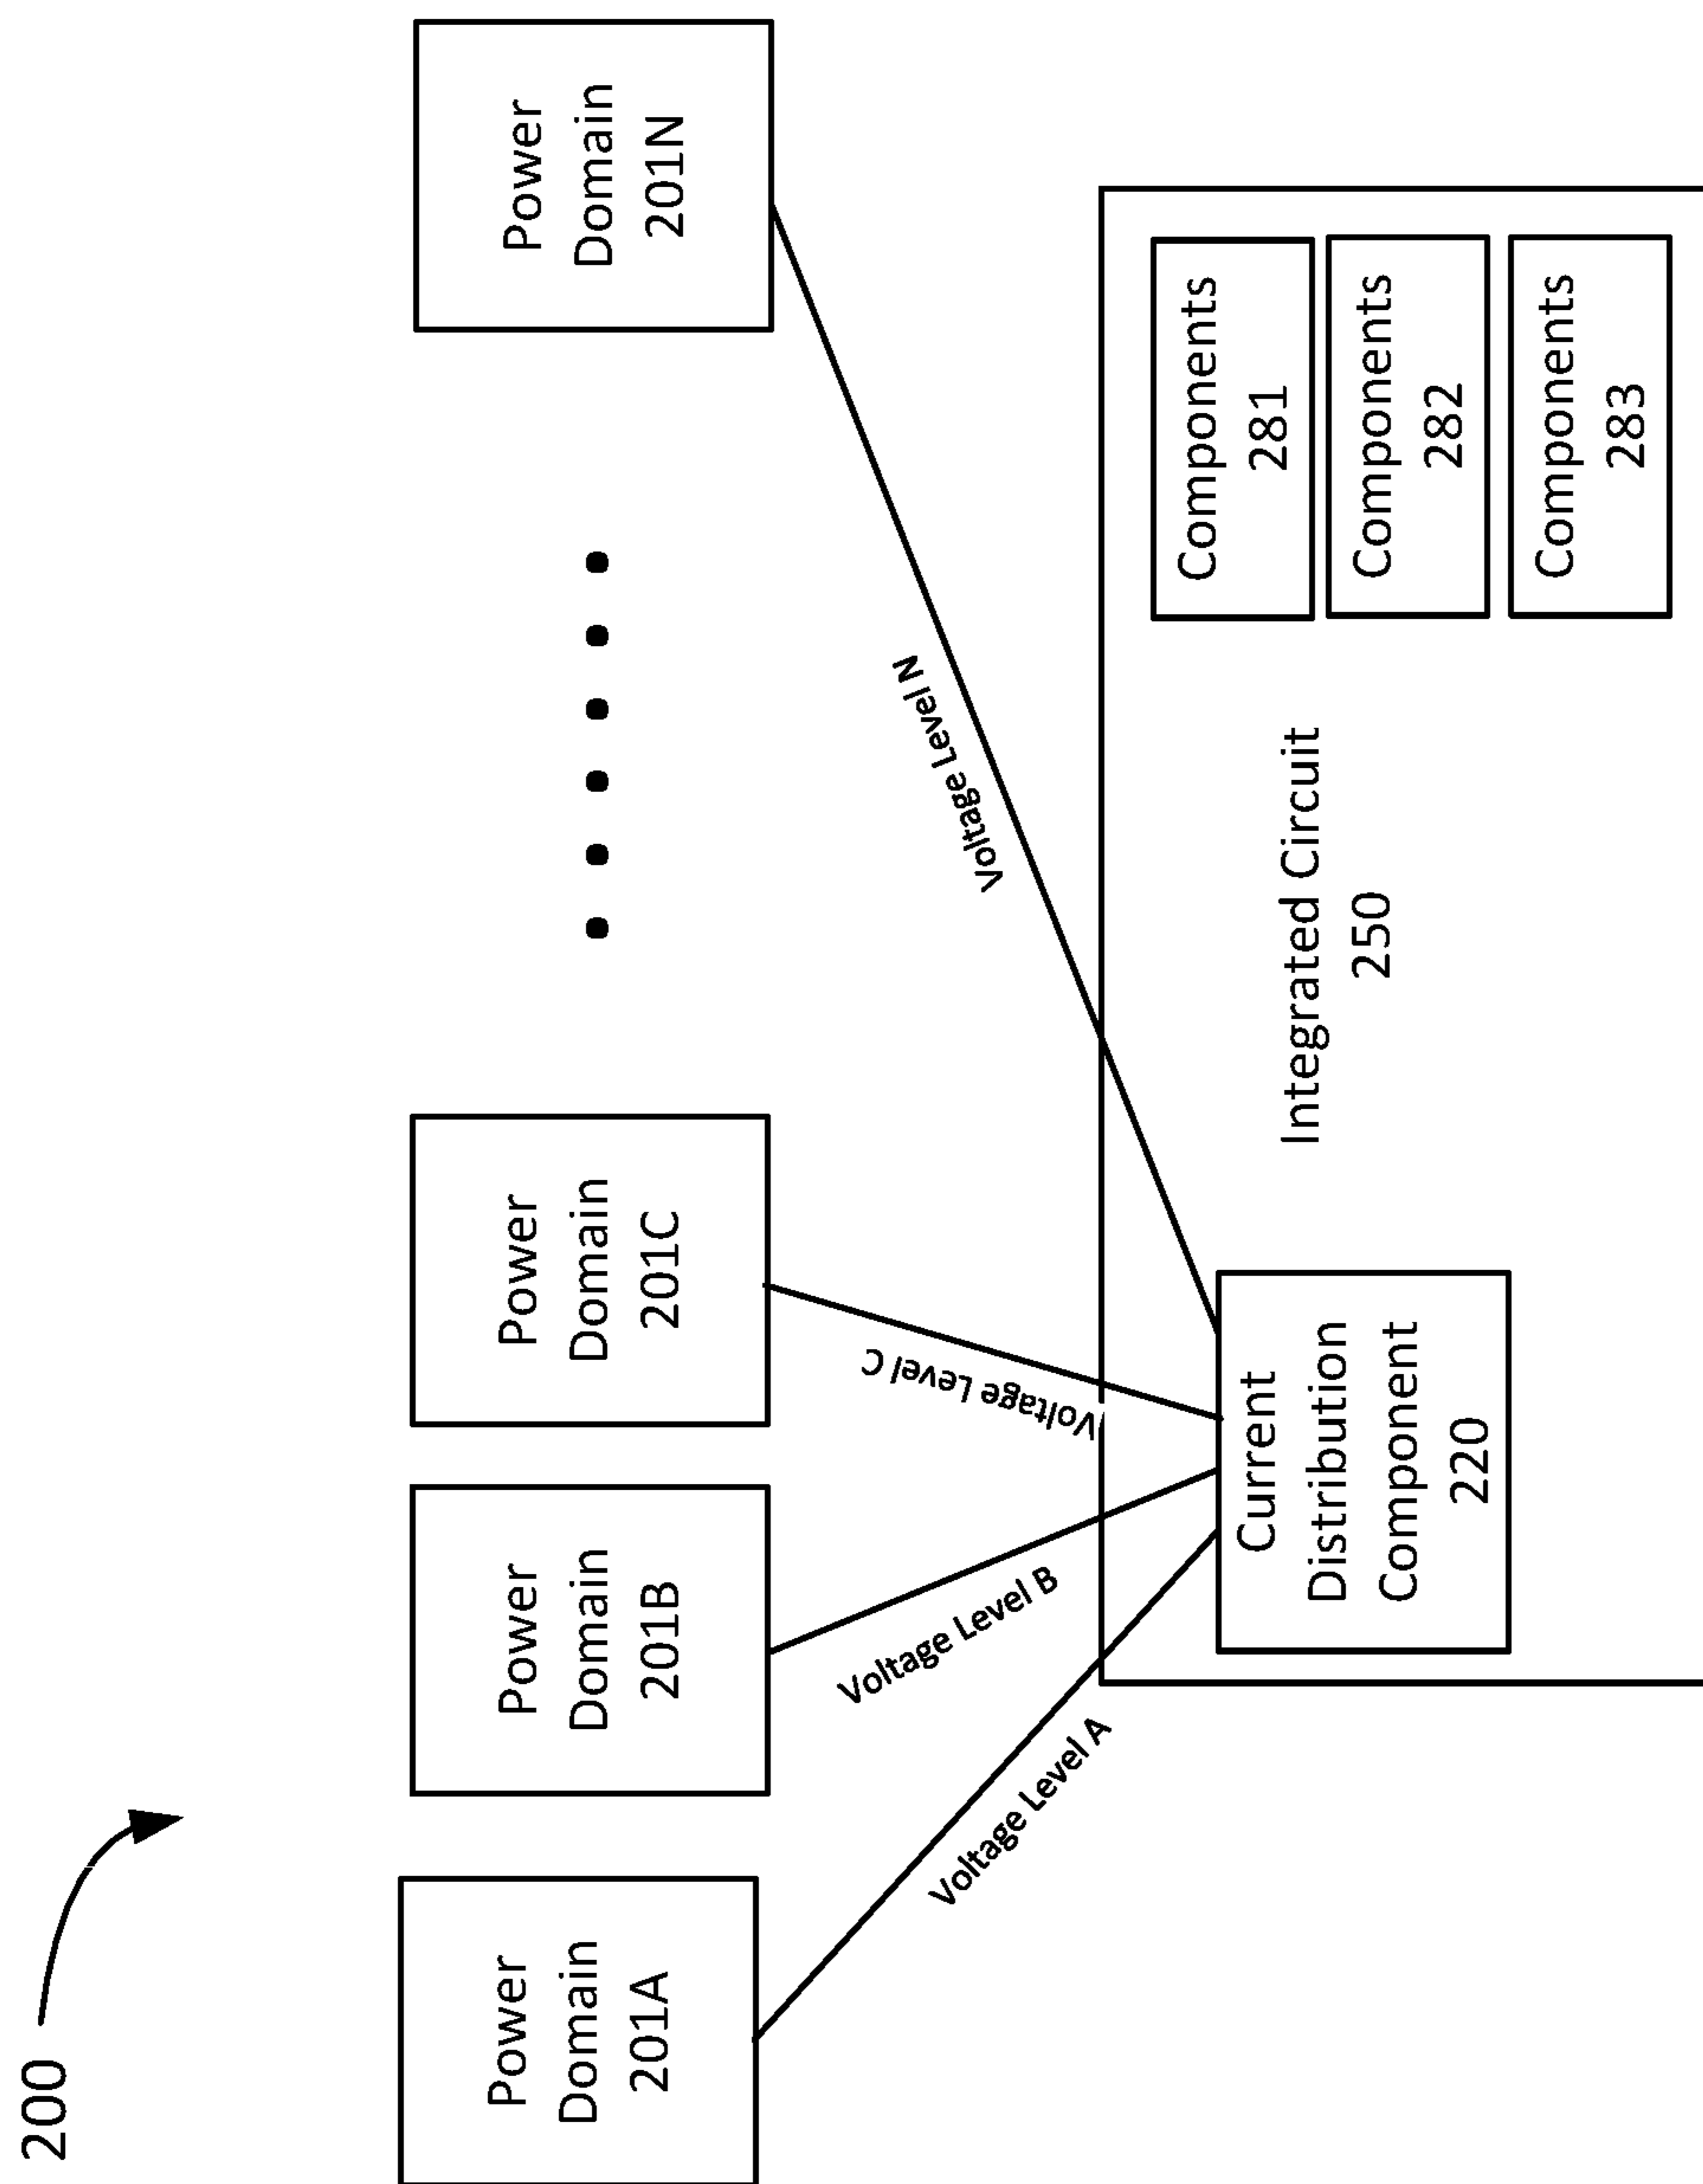 200
Power
Domain
201A
Power
Domain
201B
Power
Domain
201C
Power
Domain
201N
Voltage Level A
Voltage Level B
Voltage Level C
Voltage Level N
Current
Distribution
Component
220
Integrated Circuit
250
Components
281
Components
282
Components
283